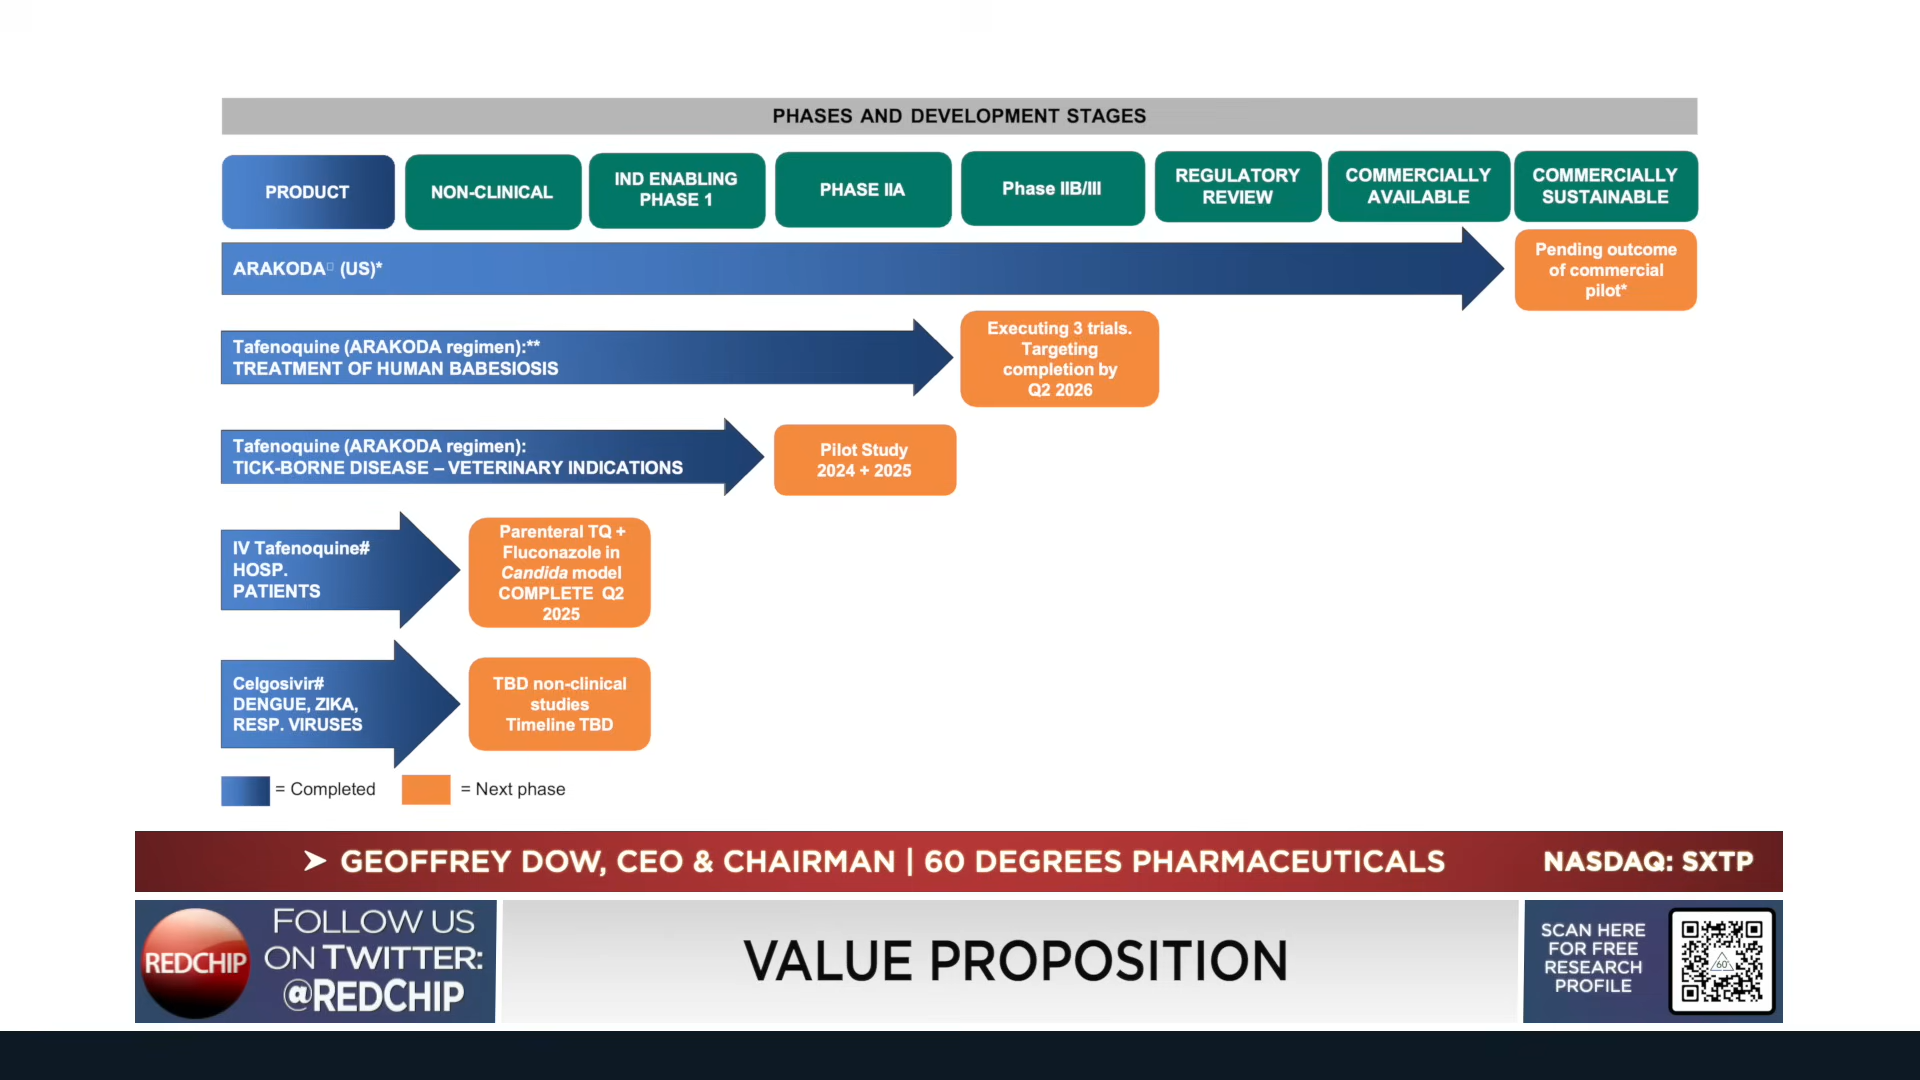 PHASES AND DEVELOPMENT STAGES
PRODUCT
NON-CLINICAL
IND ENABLING
PHASE 1
PHASE IIA
Phase IIB/III
REGULATORY
REVIEW
COMMERCIALLY
AVAILABLE
COMMERCIALLY
SUSTAINABLE
ARAKODA (US)*
Pending outcome
of commercial
pilot*
Tafenoquine (ARAKODA regimen):**
TREATMENT OF HUMAN BABESIOSIS
Executing 3 trials.
Targeting
completion by
Q2 2026
Tafenoquine (ARAKODA regimen):
TICK-BORNE DISEASE – VETERINARY INDICATIONS
Pilot Study
2024 + 2025
IV Tafenoquine#
HOSP.
PATIENTS
Parenteral TQ +
Fluconazole in
Candida model
COMPLETE Q2
2025
Celgosivir#
DENGUE, ZIKA,
RESP. VIRUSES
TBD non-clinical
studies
Timeline TBD
= Completed
= Next phase
➤ GEOFFREY DOW, CEO & CHAIRMAN | 60 DEGREES PHARMACEUTICALS
NASDAQ: SXTP
REDCHIP
FOLLOW US
ON TWITTER:
@REDCHIP
VALUE PROPOSITION
SCAN HERE
FOR FREE
RESEARCH
PROFILE
60°